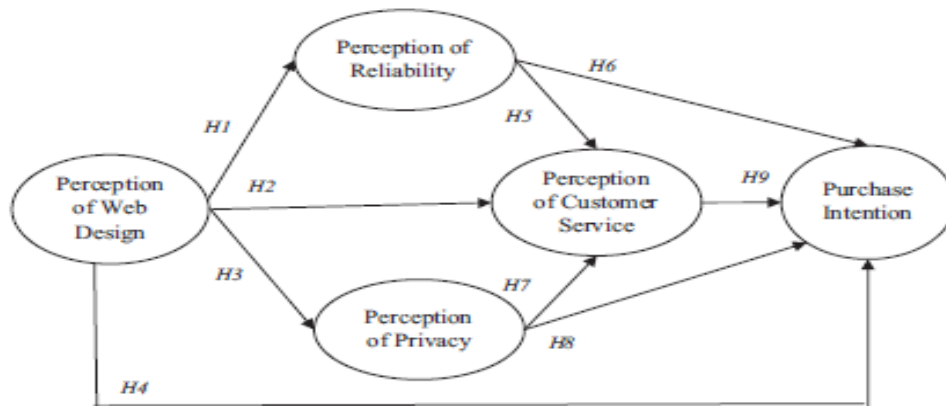 Perception of
Reliability
H6
H1
H5
Perception
of Web
Design
H2
Perception
of Customer
Service
H9
Purchase
Intention
H3
H7
Perception
of Privacy
H8
H4